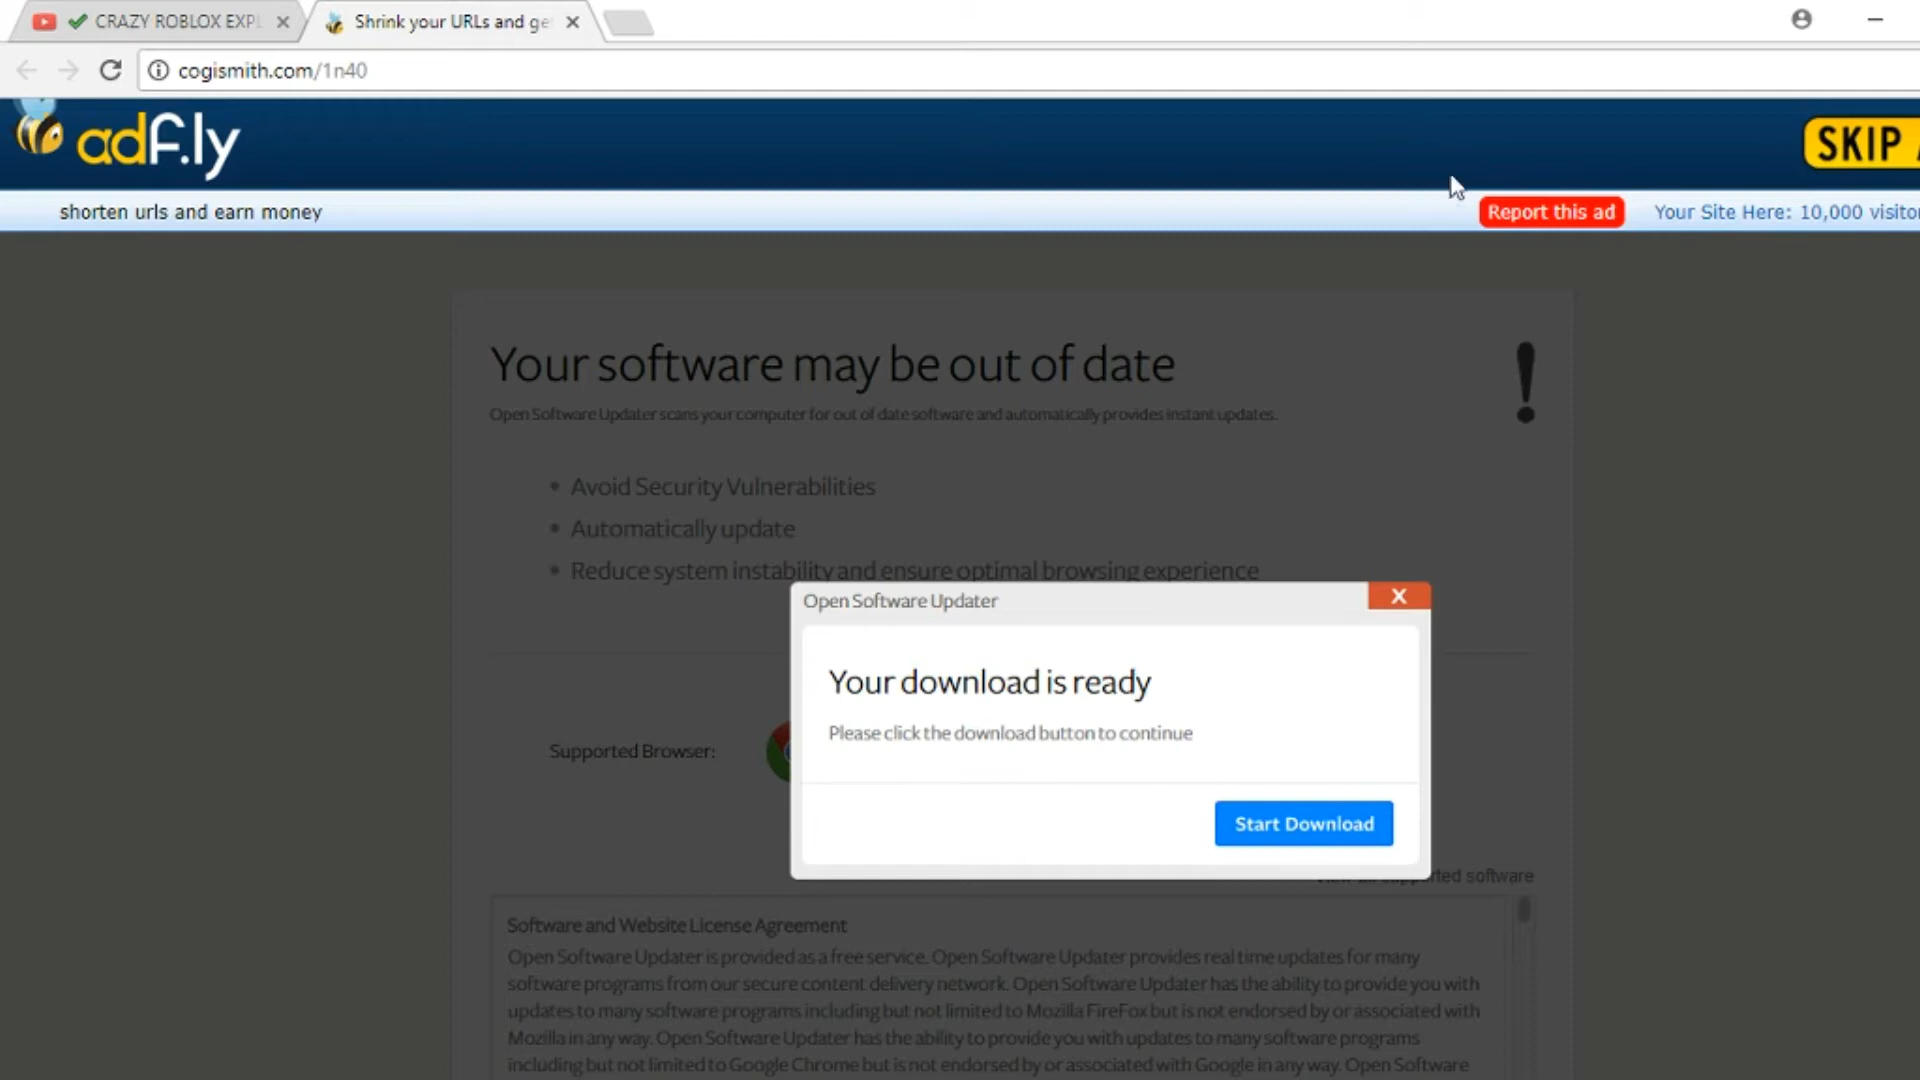 CRAZY ROBLOX EXPL
Shrink your URLs and ge
cogismith.com/1n40
adf.ly
SKIP
shorten urls and earn money
Report this ad
Your Site Here: 10,000 visito
Your software may be out of date
!
Open Software Updater scans your computer for out of date software and automatically provides instant updates.
• Avoid Security Vulnerabilities
• Automatically update
• Reduce system instability and ensure optimal browsing experience
Open Software Updater
X
Your download is ready
Please click the download button to continue
Supported Browser:
Start Download
software
Software and Website License Agreement
Open Software Updater is provided as a free service. Open Software Updater provides real time updates for many
software programs from our secure content delivery network. Open Software Updater has the ability to provide you with
updates to many software programs including but not limited to Mozilla FireFox but is not endorsed by or associated with
Mozilla in any way. Open Software Updater has the ability to provide you with updates to many software programs
including but not limited to Google Chrome but is not endorsed by or associated with Google in any way. Open Software